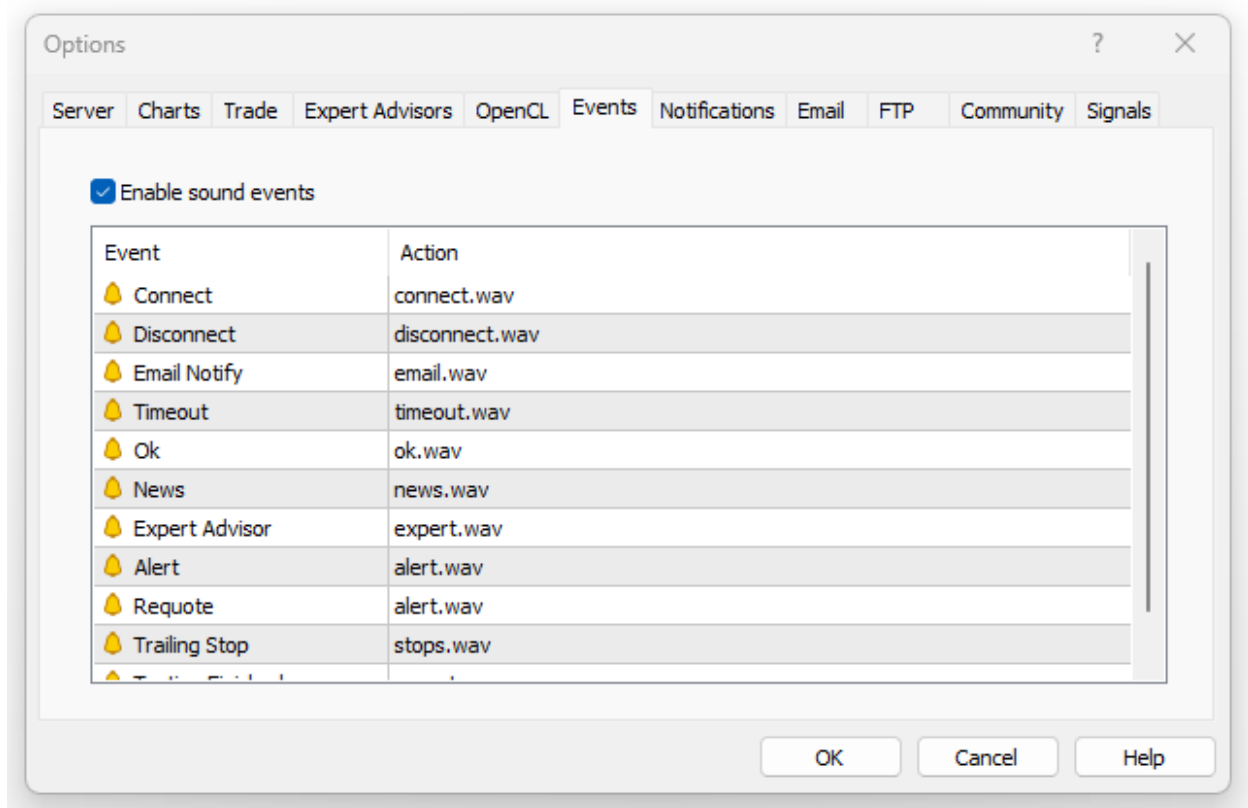 Options ?
Server Charts Trade Expert Advisors OpenCL Events Notifications Email FTP Community Signals
Enable sound events
Event Action
Connect connect.wav
Disconnect disconnect.wav
Email Notify email.wav
Timeout timeout.wav
Ok ok.wav
News news.wav
Expert Advisor expert.wav
Alert alert.wav
Requote alert.wav
Trailing Stop stops.wav
OK Cancel Help